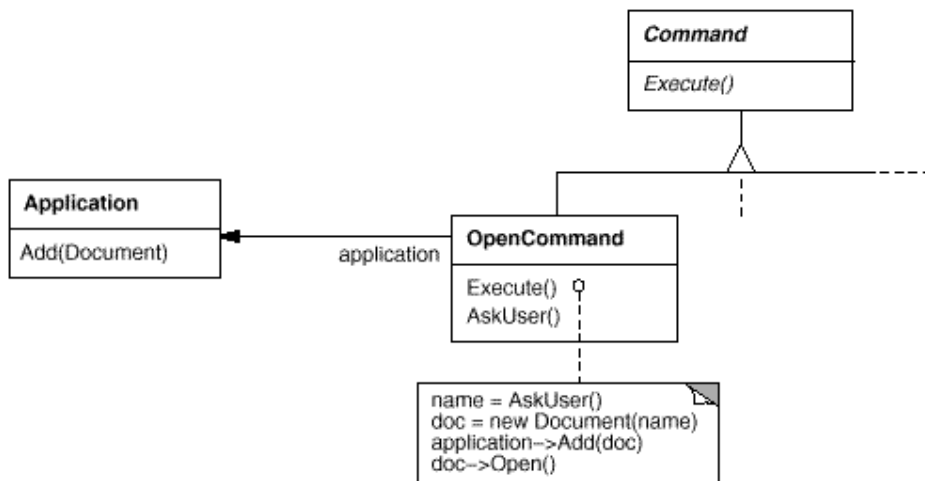 Command
Execute()
Application
Add(Document)
application
OpenCommand
Execute()
AskUser()
name = AskUser()
doc = new Document(name)
application->Add(doc)
doc->Open()